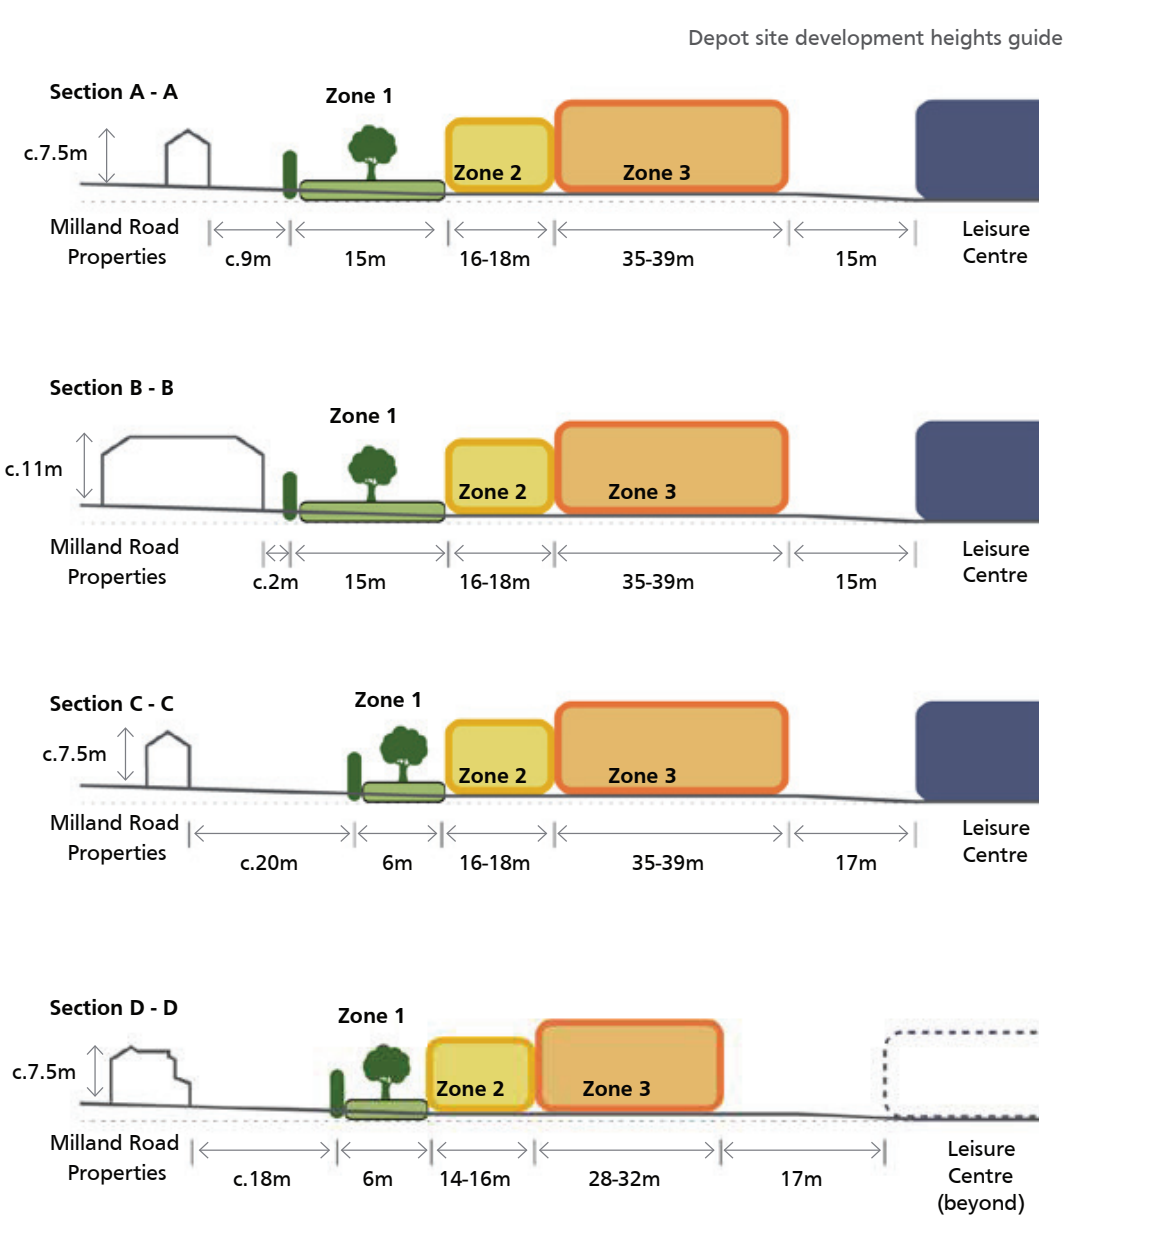 Depot site development heights guide
Section A - A
Zone 1
c.7.5m
Zone 2
Zone 3
Milland Road
Properties
Leisure
Centre
c.9m
15m
16-18m
35-39m
15m
Section B - B
Zone 1
c.11m
Zone 2
Zone 3
Milland Road
Properties
Leisure
Centre
c.2m
15m
16-18m
35-39m
15m
Section C - C
Zone 1
c.7.5m
Zone 2
Zone 3
Milland Road
Properties
Leisure
Centre
c.20m
6m
16-18m
35-39m
17m
Section D - D
Zone 1
c.7.5m
Zone 2
Zone 3
Milland Road
Properties
Leisure
Centre
(beyond)
c.18m
6m
14-16m
28-32m
17m